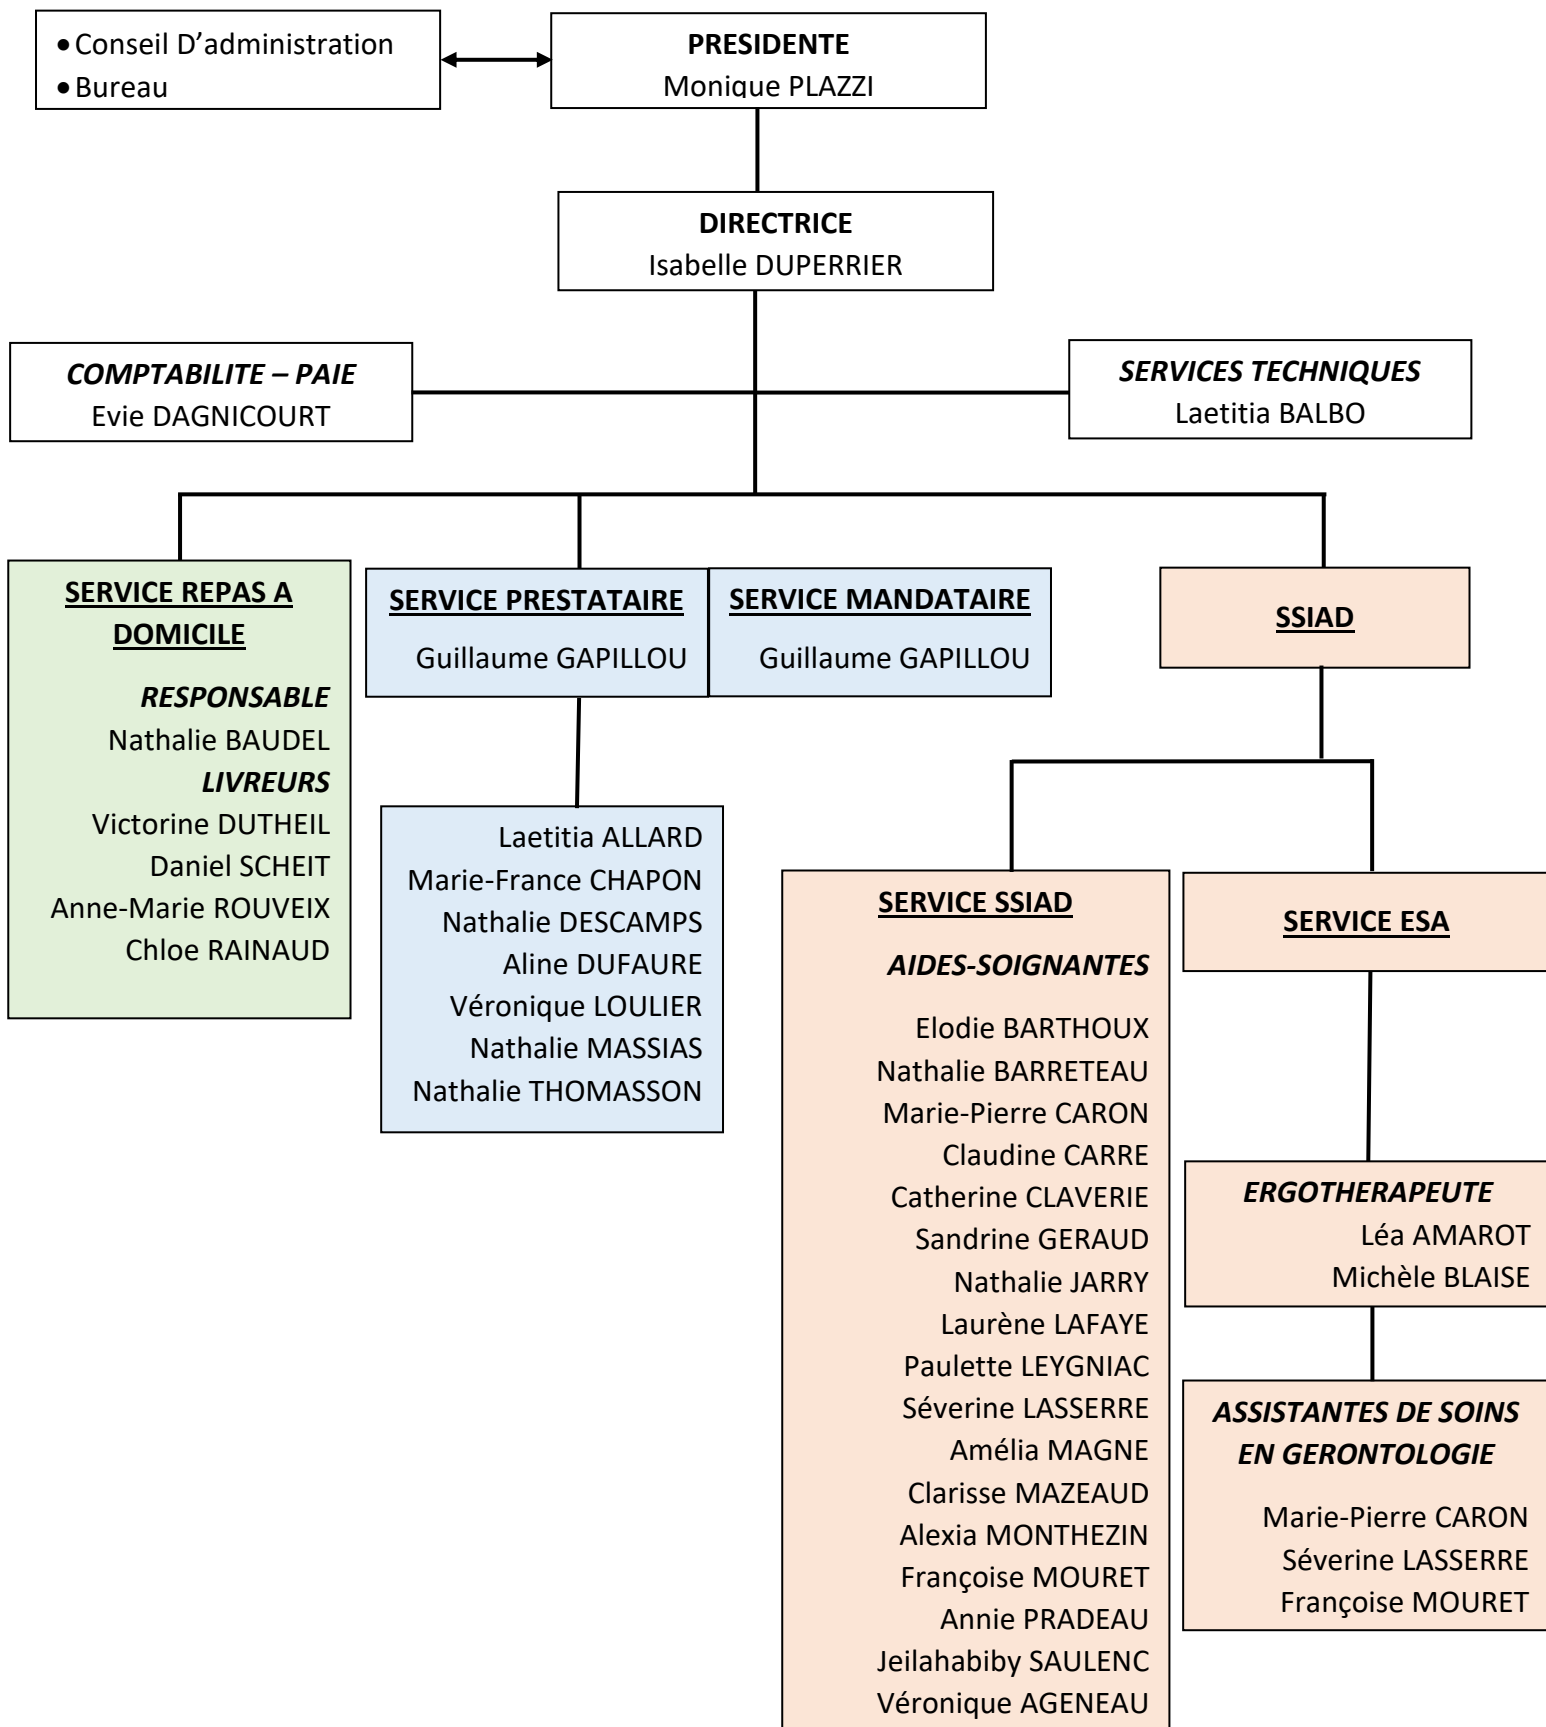 • Conseil D’administration
• Bureau
PRESIDENTE
Monique PLAZZI
DIRECTRICE
Isabelle DUPERRIER
COMPTABILITE – PAIE
Evie DAGNICOURT
SERVICES TECHNIQUES
Laetitia BALBO
SERVICE REPAS A
DOMICILE
RESPONSABLE
Nathalie BAUDEL
LIVREURS
Victorine DUTHEIL
Daniel SCHEIT
Anne-Marie ROUVEIX
Chloe RAINAUD
SERVICE PRESTATAIRE
Guillaume GAPILLOU
SERVICE MANDATAIRE
Guillaume GAPILLOU
Laetitia ALLARD
Marie-France CHAPON
Nathalie DESCAMPS
Aline DUFAURE
Véronique LOULIER
Nathalie MASSIAS
Nathalie THOMASSON
SSIAD
SERVICE SSIAD
AIDES-SOIGNANTES
Elodie BARTHOUX
Nathalie BARRETEAU
Marie-Pierre CARON
Claudine CARRE
Catherine CLAVERIE
Sandrine GERAUD
Nathalie JARRY
Laurène LAFAYE
Paulette LEYGNIAC
Séverine LASSERRE
Amélia MAGNE
Clarisse MAZEAUD
Alexia MONTHEZIN
Françoise MOURET
Annie PRADEAU
Jeilahabiby SAULENC
Véronique AGENEAU
SERVICE ESA
ERGOTHERAPEUTE
Léa AMAROT
Michèle BLAISE
ASSISTANTES DE SOINS
EN GERONTOLOGIE
Marie-Pierre CARON
Séverine LASSERRE
Françoise MOURET